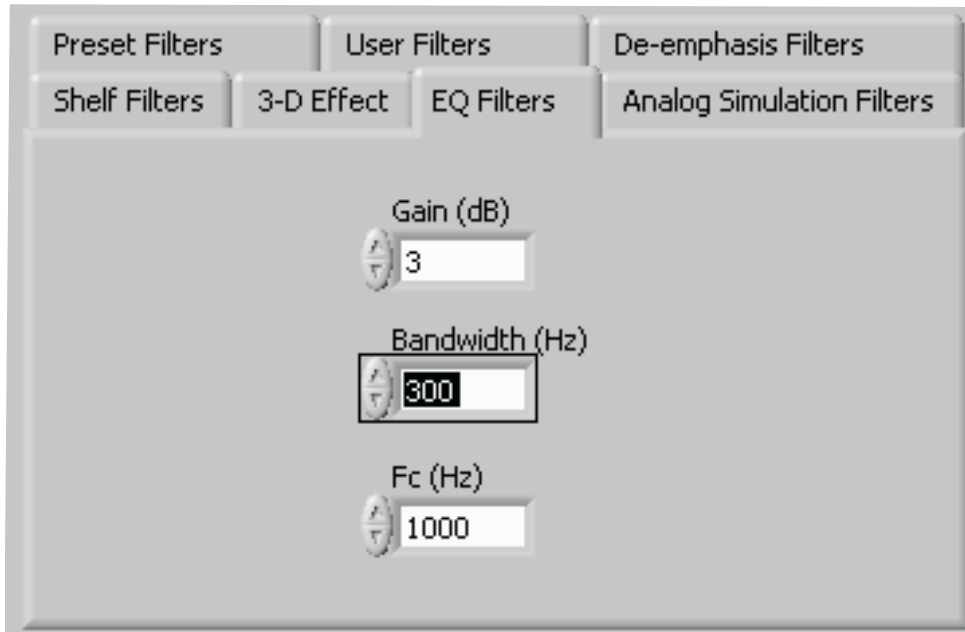 Preset Filters User Filters De-emphasis Filters
Shelf Filters 3-D Effect EQ Filters Analog Simulation Filters
Gain (dB)
3
Bandwidth (Hz)
300
Fc (Hz)
1000